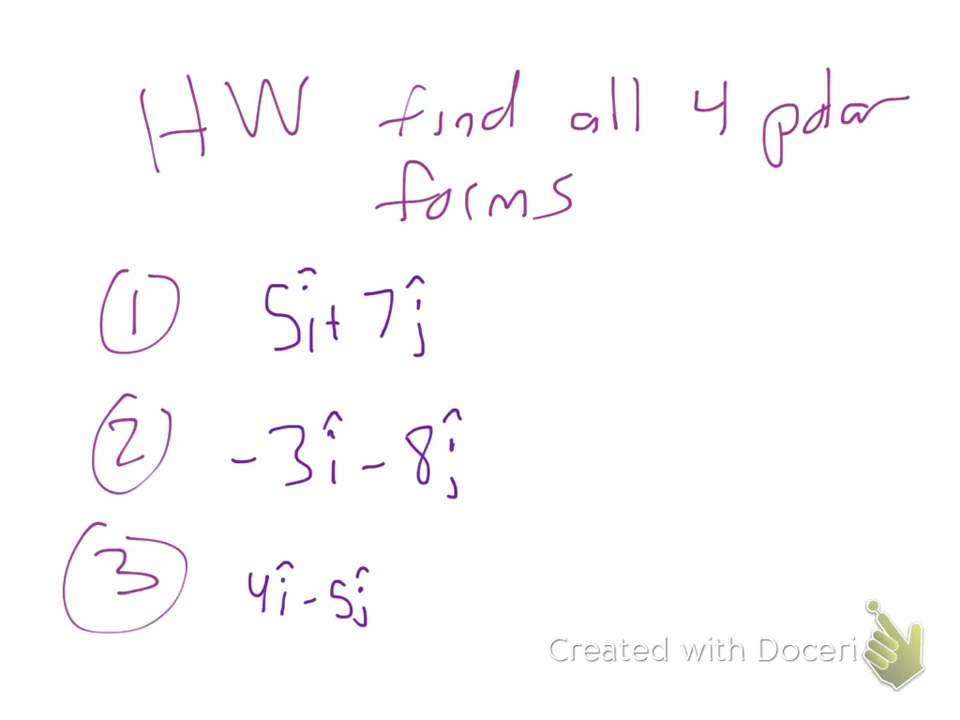 HW find all 4 polar
forms
① 5î + 7ĵ
② -3î - 8ĵ
③ 4î - 5ĵ
Created with Doceri